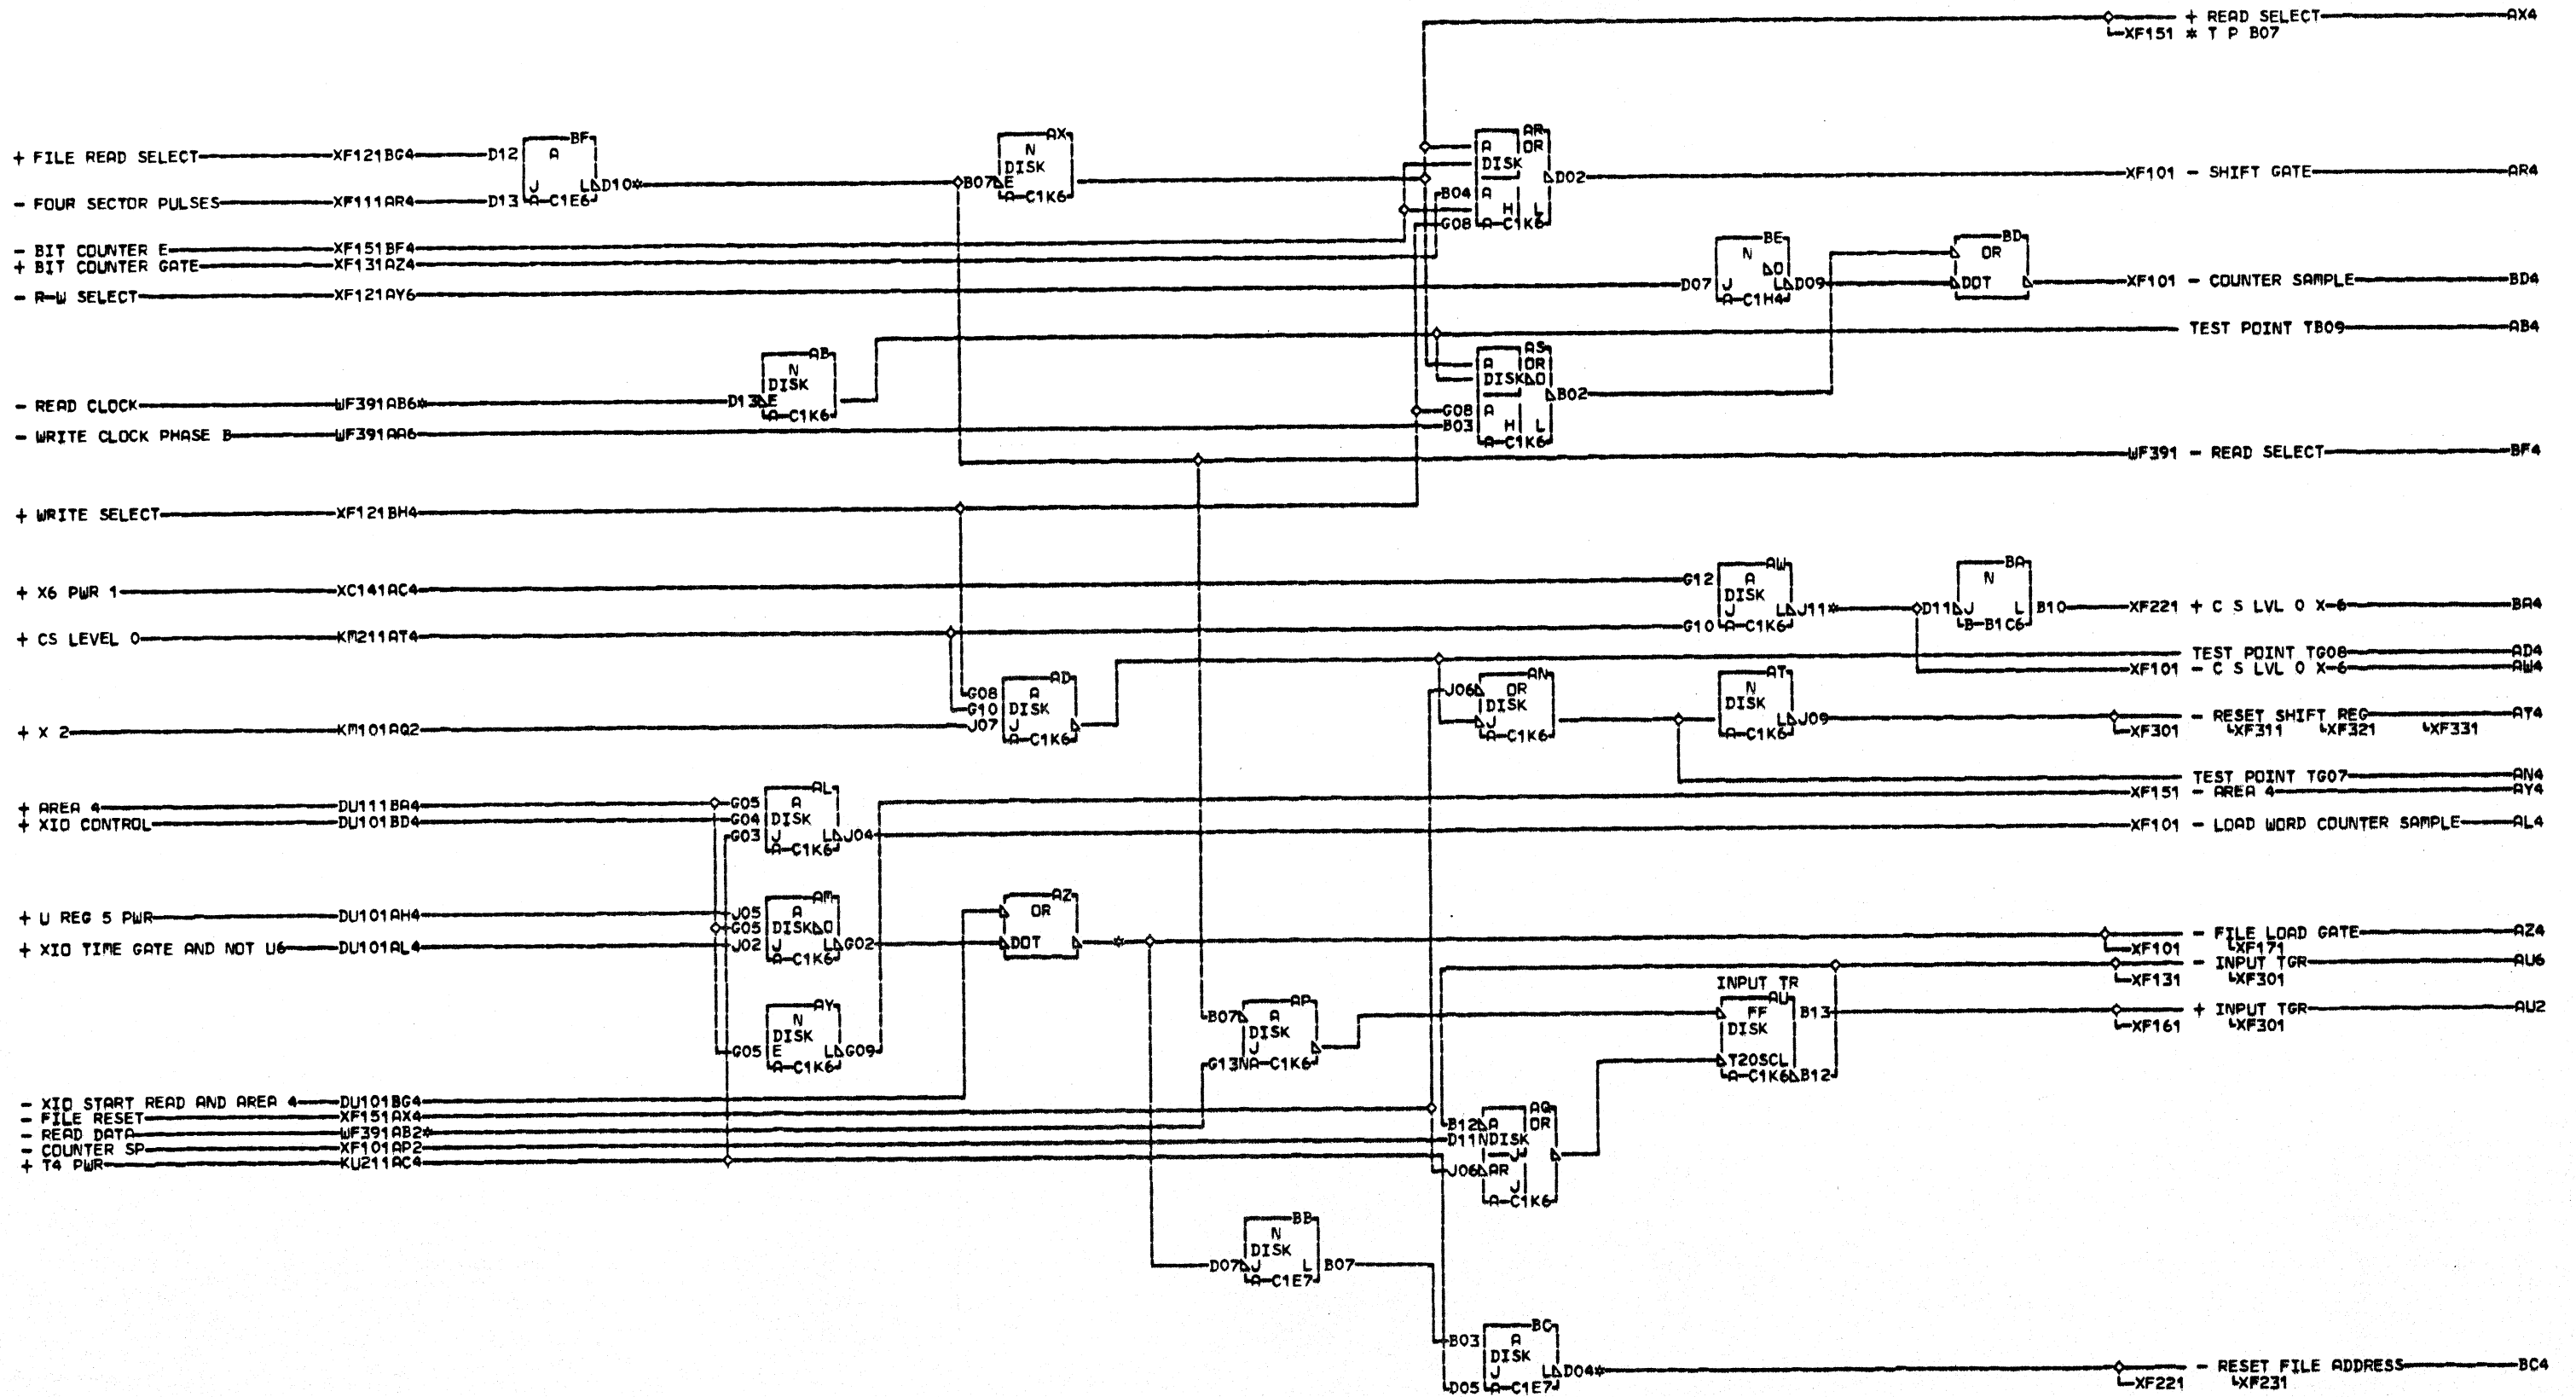 + READ SELECT AX4
XF151 * T P B07
BF
A
J L D10*
A-C1E6
AX
N
DISK
B07 E
A-C1K6
AR
A OR
DISK
B04 A
H L
G08 A-C1K6
D02
+ FILE READ SELECT XF121BG4 D12
- FOUR SECTOR PULSES XF111AR4 D13
XF101 - SHIFT GATE AR4
- BIT COUNTER E XF151BF4
+ BIT COUNTER GATE XF131AZ4
- R-W SELECT XF121AY6
BE
N
DO
D07 J L D09
A-C1H4
BD
OR
DOT
XF101 - COUNTER SAMPLE BD4
TEST POINT TB09 AB4
AB
N
DISK
D13 E
A-C1K6
AS
A OR
DISK DO
B02
G08 A
B03 H L
A-C1K6
- READ CLOCK WF391AB6*
- WRITE CLOCK PHASE B WF391AA6
WF391 - READ SELECT BF4
+ WRITE SELECT XF121BH4
+ X6 PWR 1 XC141AC4
G12 AW
A
DISK
J L J11*
G10 A-C1K6
BA
N
D11 J L B10
B-B1C6
XF221 + C S LVL 0 X-6 BA4
+ CS LEVEL 0 KM211AT4
TEST POINT TG08 AD4
XF101 - C S LVL 0 X-6 AW4
AD
G08 A
G10 DISK
J07 J
A-C1K6
AN
J06 OR
DISK
J
A-C1K6
AT
N
DISK
L J09
A-C1K6
+ X 2 KM101AQ2
- RESET SHIFT REG AT4
XF301 XF311 XF321 XF331
TEST POINT TG07 AN4
XF151 - AREA 4 AY4
+ AREA 4 DU111BA4
+ XIO CONTROL DU101BD4
AL
G05 A
G04 DISK
G03 J L J04
A-C1K6
XF101 - LOAD WORD COUNTER SAMPLE AL4
+ U REG 5 PWR DU101AH4
+ XIO TIME GATE AND NOT U6 DU101AL4
AM
J05 A
G05 DISK DO
J02 J L G02
A-C1K6
AZ
OR
DOT
*
- FILE LOAD GATE AZ4
XF101 XF171
- INPUT TGR AU6
XF131 XF301
AY
N
DISK
G05 E L G09
A-C1K6
AP
B07 A
J
G13N A-C1K6
INPUT TR
AU
FF B13
DISK
T20SCL
A-C1K6 B12
+ INPUT TGR AU2
XF161 XF301
- XIO START READ AND AREA 4 DU101BG4
- FILE RESET XF151AX4
- READ DATA WF391AB2*
- COUNTER SP XF101AP2
+ T4 PWR KU211AC4
AQ
B12 A OR
D11NDISK
J
J06 AR
J
A-C1K6
BB
N
DISK
D07 J L B07
A-C1E7
BC
B03 A
DISK
J L D04*
D05 A-C1E7
- RESET FILE ADDRESS BC4
XF221 XF231